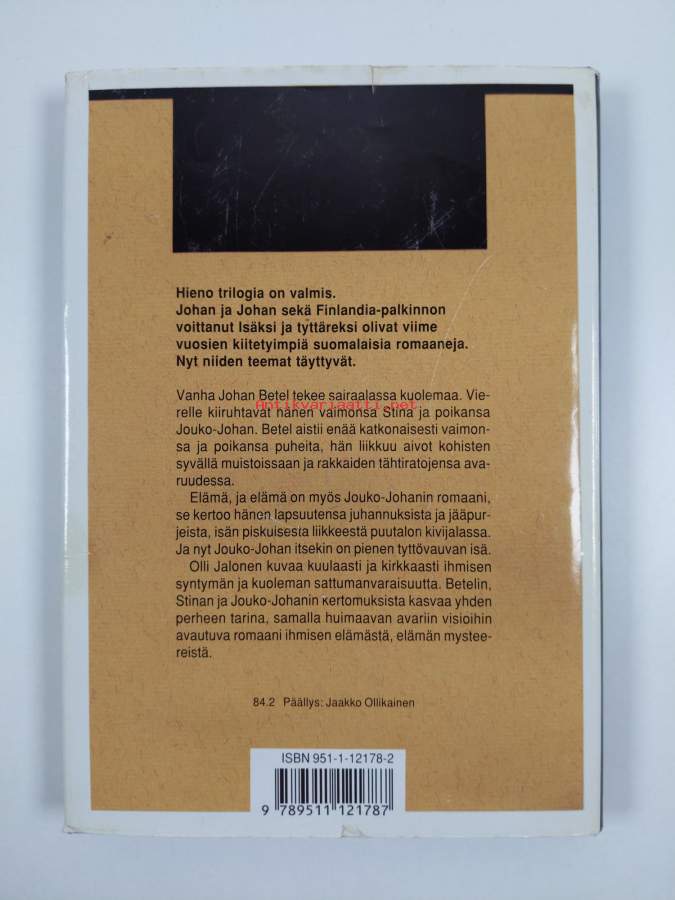 Hieno trilogia on valmis.
Johan ja Johan sekä Finlandia-palkinnon
voittanut Isäksi ja tyttäreksi olivat viime
vuosien kiitetyimpiä suomalaisia romaaneja.
Nyt niiden teemat täyttyvät.
Vanha Johan Betel tekee sairaalassa kuolemaa. Vie-
relle kiiruhtavat hänen vaimonsa Stina ja poikansa
Antikvariaatti.net
Jouko-Johan. Betel aistii enää katkonaisesti vaimon-
sa ja poikansa puheita, hän liikkuu aivot kohisten
syvällä muistoissaan ja rakkaiden tähtiratojensa ava-
ruudessa.
Elämä, ja elämä on myös Jouko-Johanin romaani,
se kertoo hänen lapsuutensa juhannuksista ja jääpur-
jeista, isän piskuisesta liikkeestä puutalon kivijalassa.
Ja nyt Jouko-Johan itsekin on pienen tyttövauvan isä.
Olli Jalonen kuvaa kuulaasti ja kirkkaasti ihmisen
syntymän ja kuoleman sattumanvaraisuutta. Betelin,
Stinan ja Jouko-Johanin kertomuksista kasvaa yhden
perheen tarina, samalla huimaavan avariin visioihin
avautuva romaani ihmisen elämästä, elämän mystee-
reistä.
84.2 Päällys: Jaakko Ollikainen
ISBN 951-1-12178-2
9 789511 121787